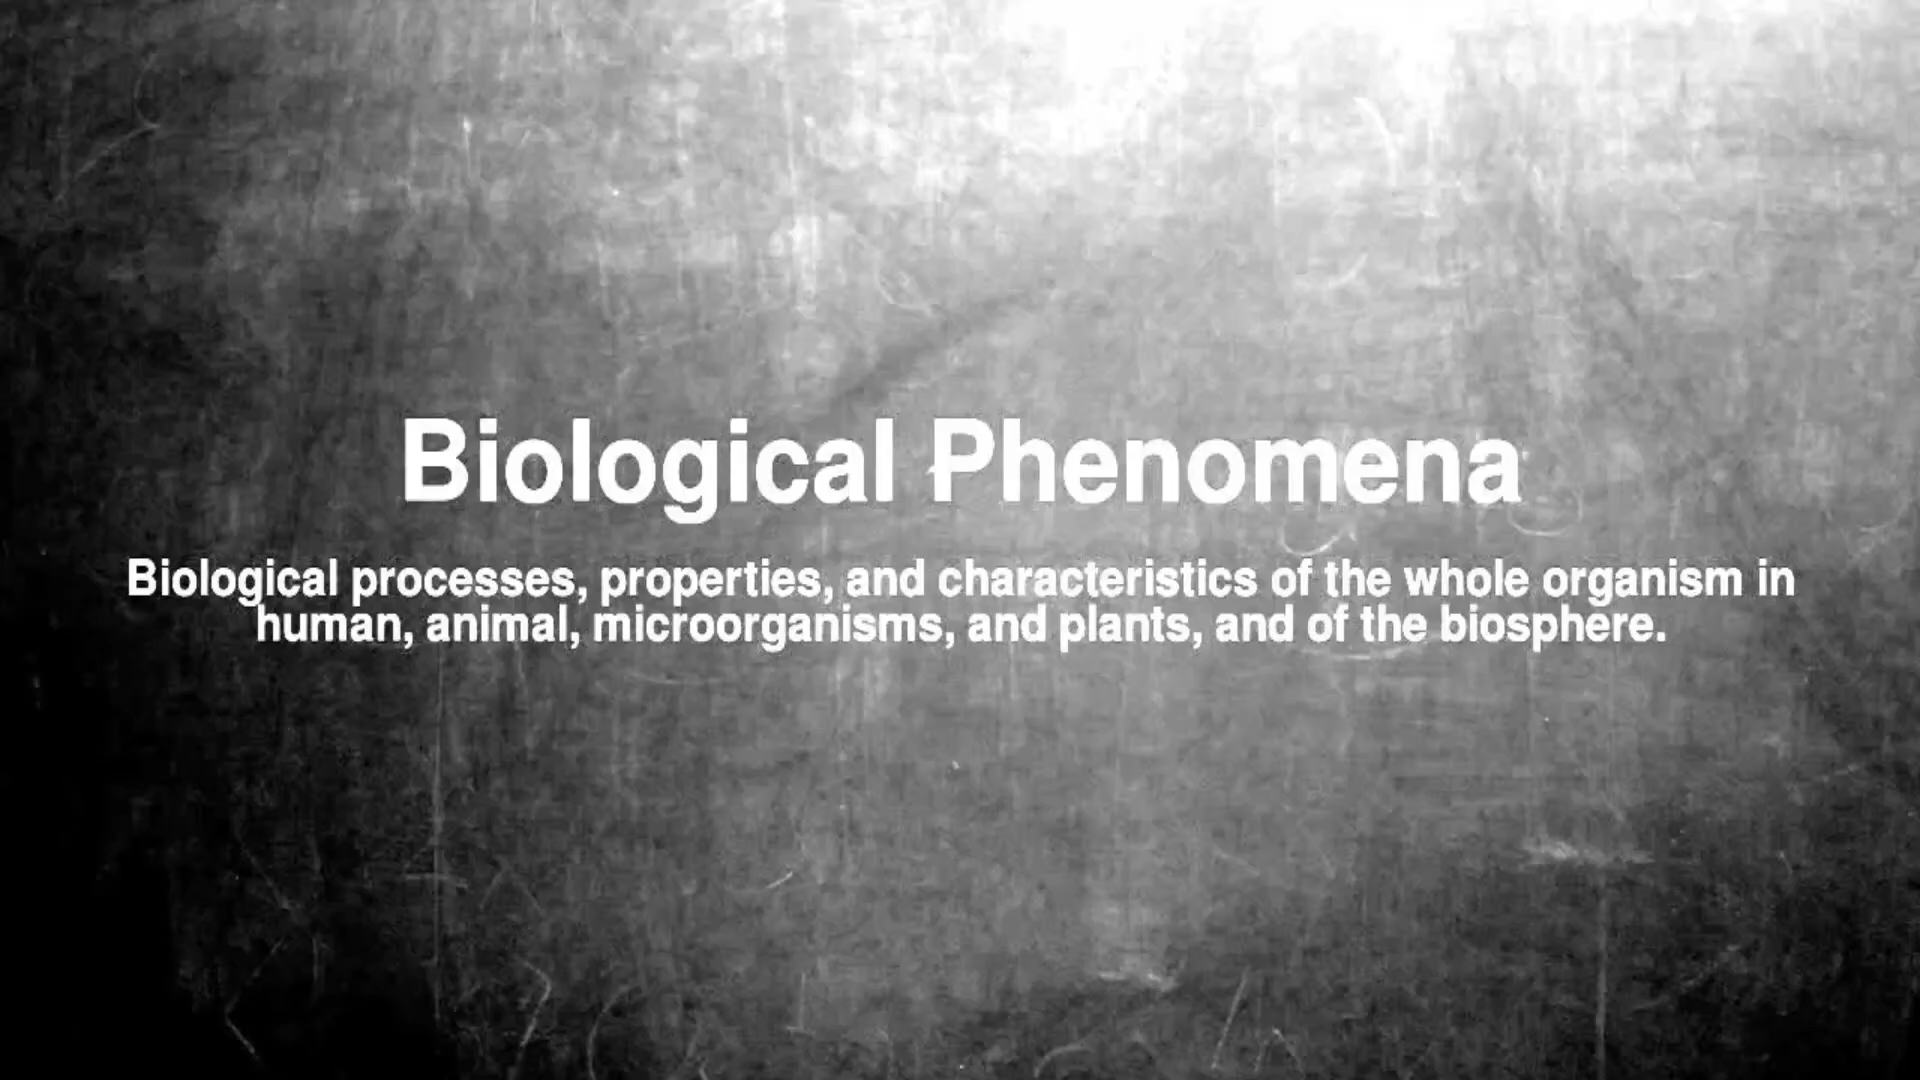 Biological Phenomena
Biological processes, properties, and characteristics of the whole organism in
human, animal, microorganisms, and plants, and of the biosphere.